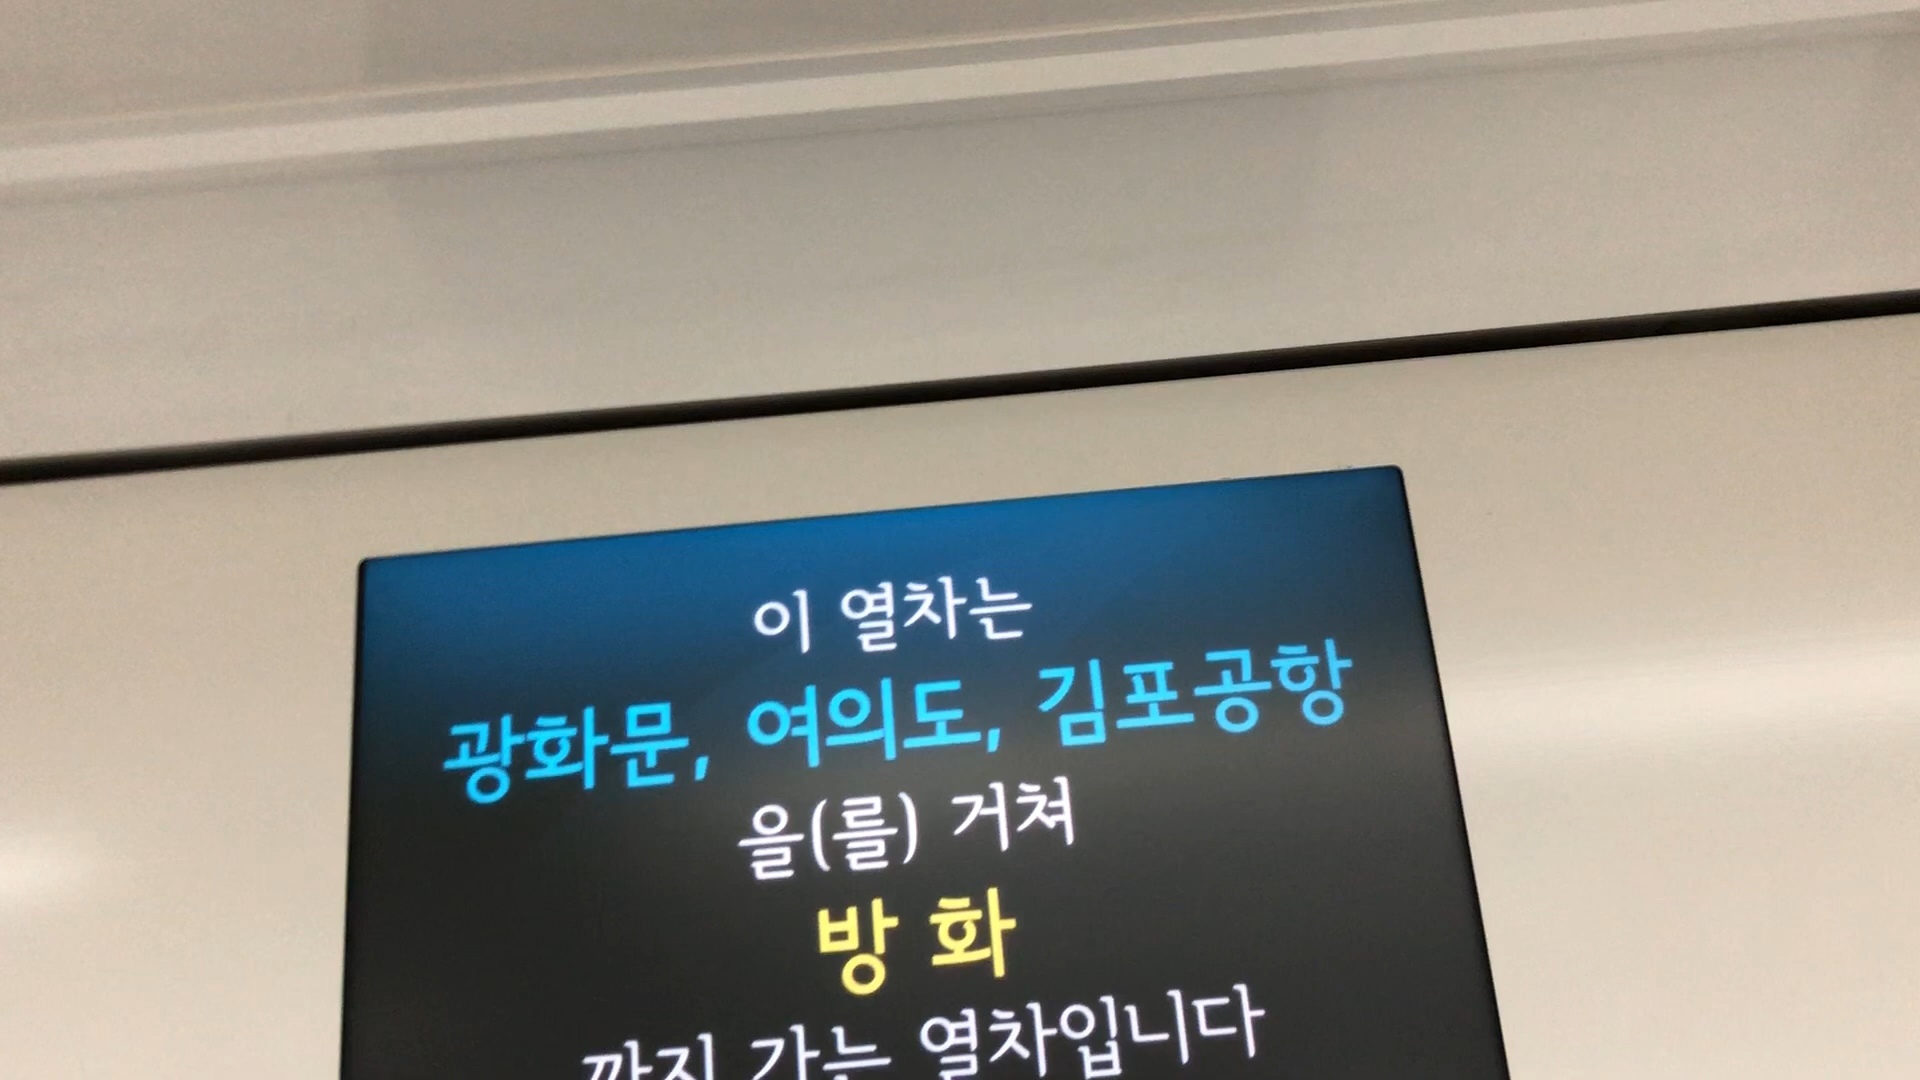 이 열차는
광화문, 여의도, 김포공항
을(를) 거쳐
방 화
까지 가는 열차입니다